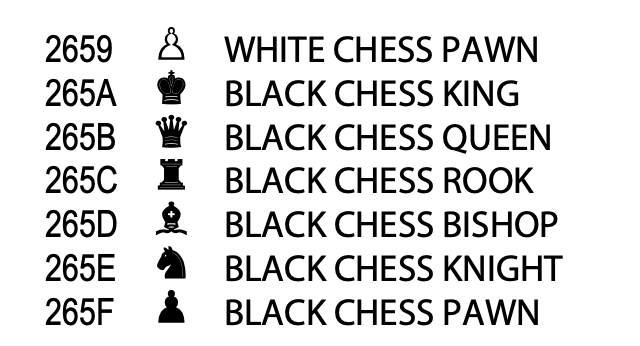 2659 ♙ WHITE CHESS PAWN
265A ♚ BLACK CHESS KING
265B ♛ BLACK CHESS QUEEN
265C ♜ BLACK CHESS ROOK
265D ♝ BLACK CHESS BISHOP
265E ♞ BLACK CHESS KNIGHT
265F ♟ BLACK CHESS PAWN